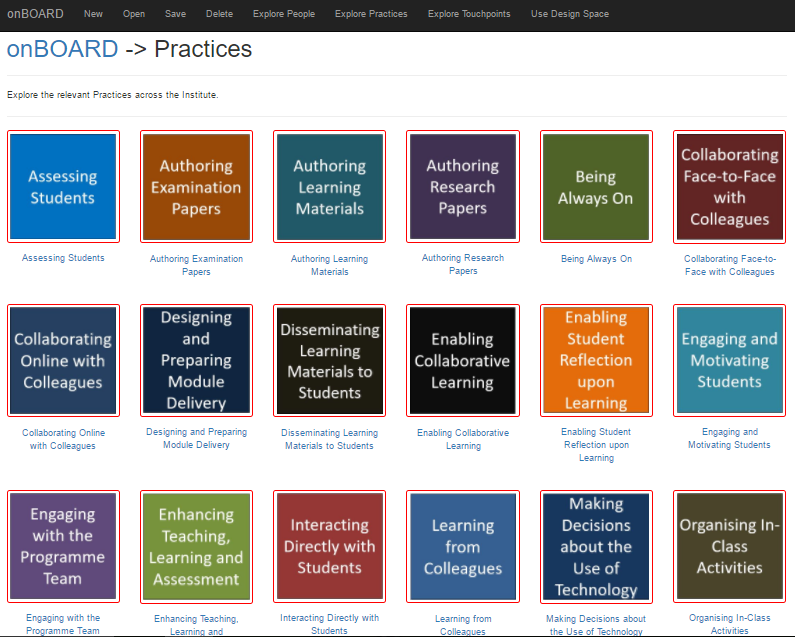 onBOARD New Open Save Delete Explore People Explore Practices Explore Touchpoints Use Design Space
onBOARD -> Practices
Explore the relevant Practices across the Institute.
Assessing
Students
Authoring
Examination
Papers
Authoring
Learning
Materials
Authoring
Research
Papers
Being
Always On
Collaborating
Face-to-Face
with
Colleagues
Assessing Students
Authoring Examination
Papers
Authoring Learning
Materials
Authoring Research
Papers
Being Always On
Collaborating Face-to-
Face with Colleagues
Collaborating
Online with
Colleagues
Designing
and
Preparing
Module
Delivery
Disseminating
Learning
Materials to
Students
Enabling
Collaborative
Learning
Enabling
Student
Reflection
upon
Learning
Engaging and
Motivating
Students
Collaborating Online
with Colleagues
Designing and Preparing
Module Delivery
Disseminating Learning
Materials to Students
Enabling Collaborative
Learning
Enabling Student
Reflection upon
Learning
Engaging and
Motivating Students
Engaging
with the
Programme
Team
Enhancing
Teaching,
Learning and
Assessment
Interacting
Directly with
Students
Learning
from
Colleagues
Making
Decisions
about the
Use of
Technology
Organising In-
Class
Activities
Engaging with the
Programme Team
Enhancing Teaching,
Learning and
Interacting Directly with
Students
Learning from
Colleagues
Making Decisions about
the Use of Technology
Organising In-Class
Activities